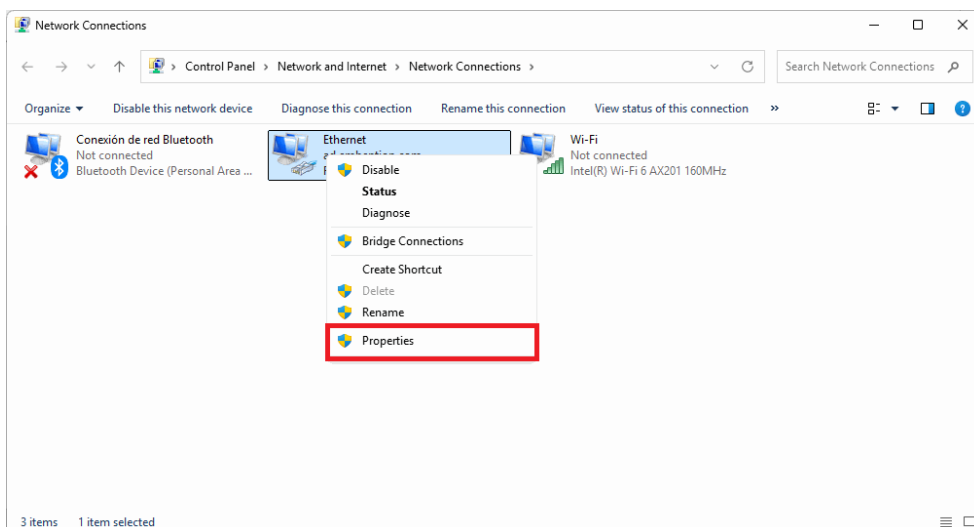 Network Connections
Control Panel > Network and Internet > Network Connections >
Search Network Connections
Organize Disable this network device Diagnose this connection Rename this connection View status of this connection »
Conexión de red Bluetooth
Not connected
Bluetooth Device (Personal Area ...
Ethernet
Wi-Fi
Not connected
Intel(R) Wi-Fi 6 AX201 160MHz
Disable
Status
Diagnose
Bridge Connections
Create Shortcut
Delete
Rename
Properties
3 items 1 item selected